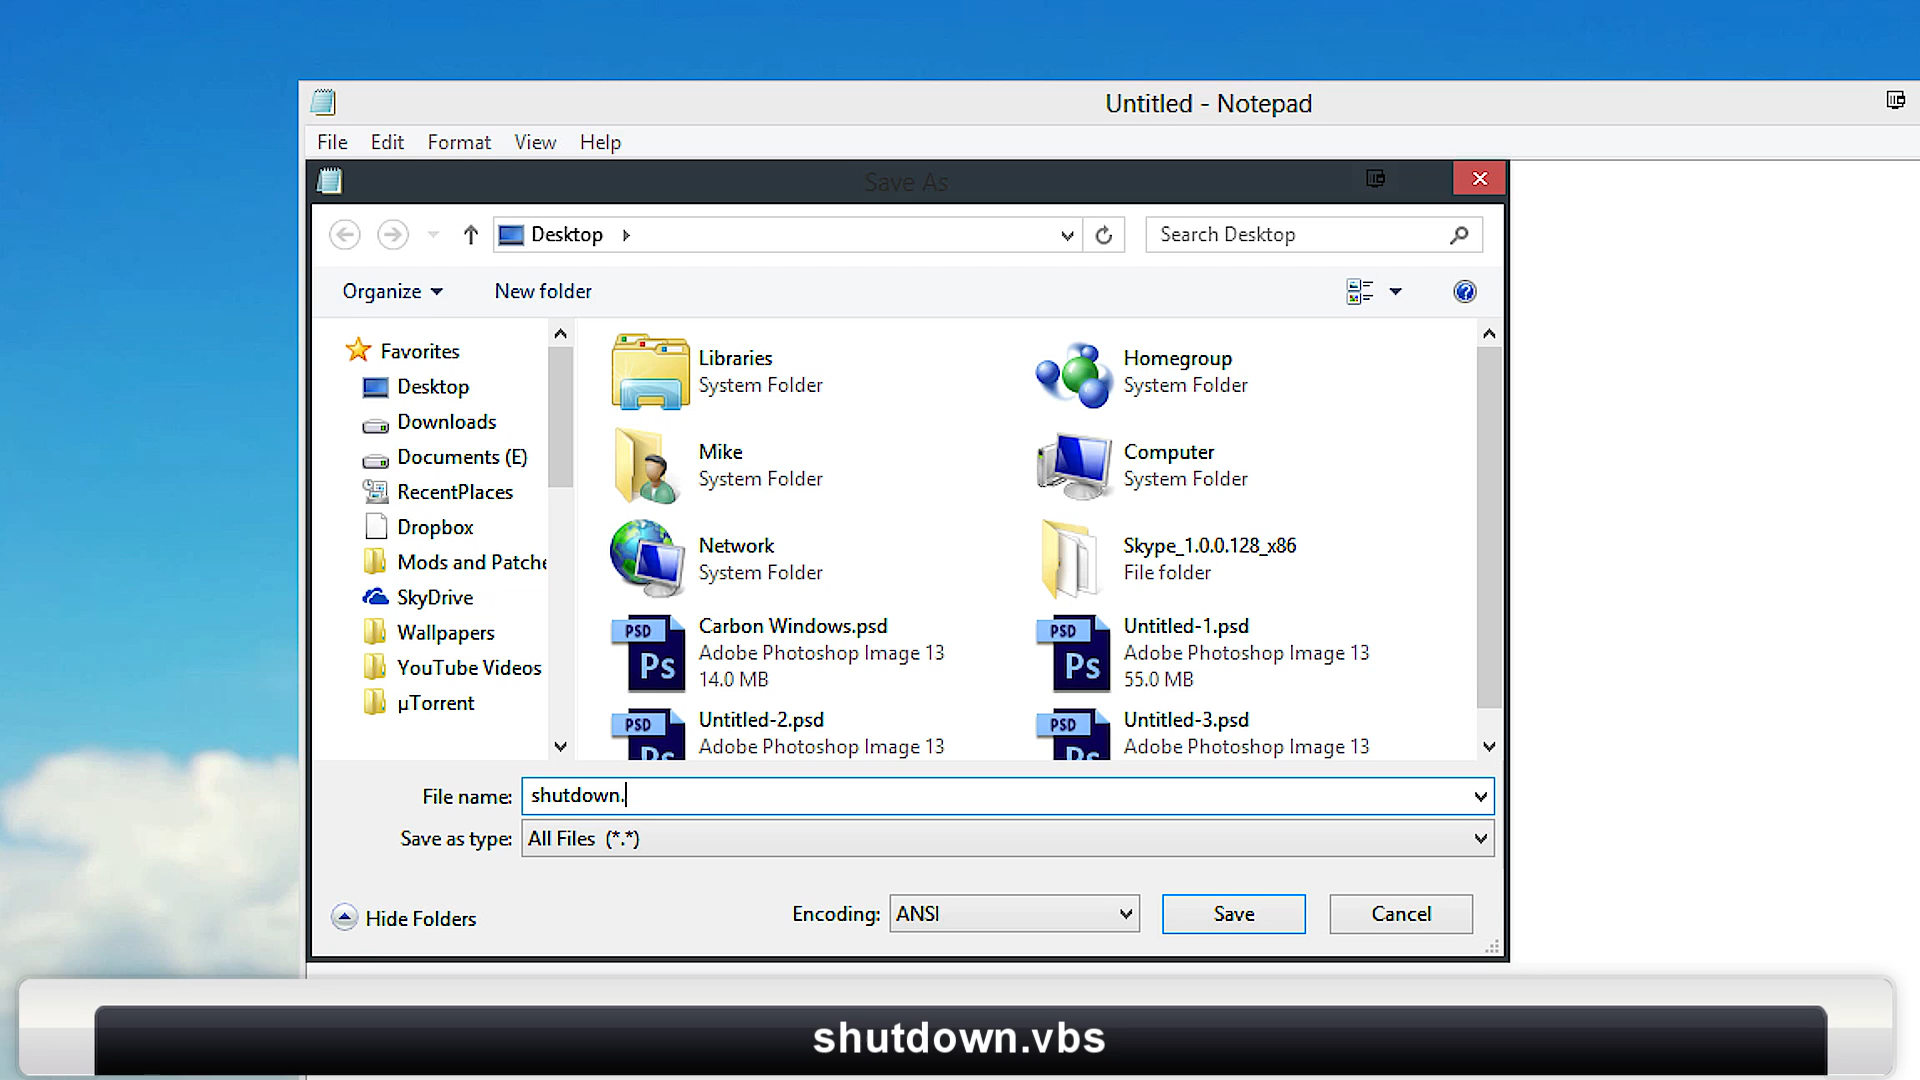 Untitled - Notepad
File Edit Format View Help
Save As
Desktop
Search Desktop
Organize New folder
Favorites
Desktop
Downloads
Documents (E)
RecentPlaces
Dropbox
Mods and Patche
SkyDrive
Wallpapers
YouTube Videos
µTorrent
Libraries
System Folder
Homegroup
System Folder
Mike
System Folder
Computer
System Folder
Network
System Folder
Skype_1.0.0.128_x86
File folder
PSD
Ps
Carbon Windows.psd
Adobe Photoshop Image 13
14.0 MB
PSD
Ps
Untitled-1.psd
Adobe Photoshop Image 13
55.0 MB
PSD
Ps
Untitled-2.psd
Adobe Photoshop Image 13
PSD
Ps
Untitled-3.psd
Adobe Photoshop Image 13
File name: shutdown.
Save as type: All Files (*.*)
Hide Folders
Encoding: ANSI
Save
Cancel
shutdown.vbs